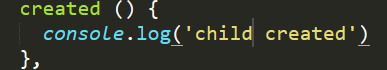 created () {
console.log('child created')
},